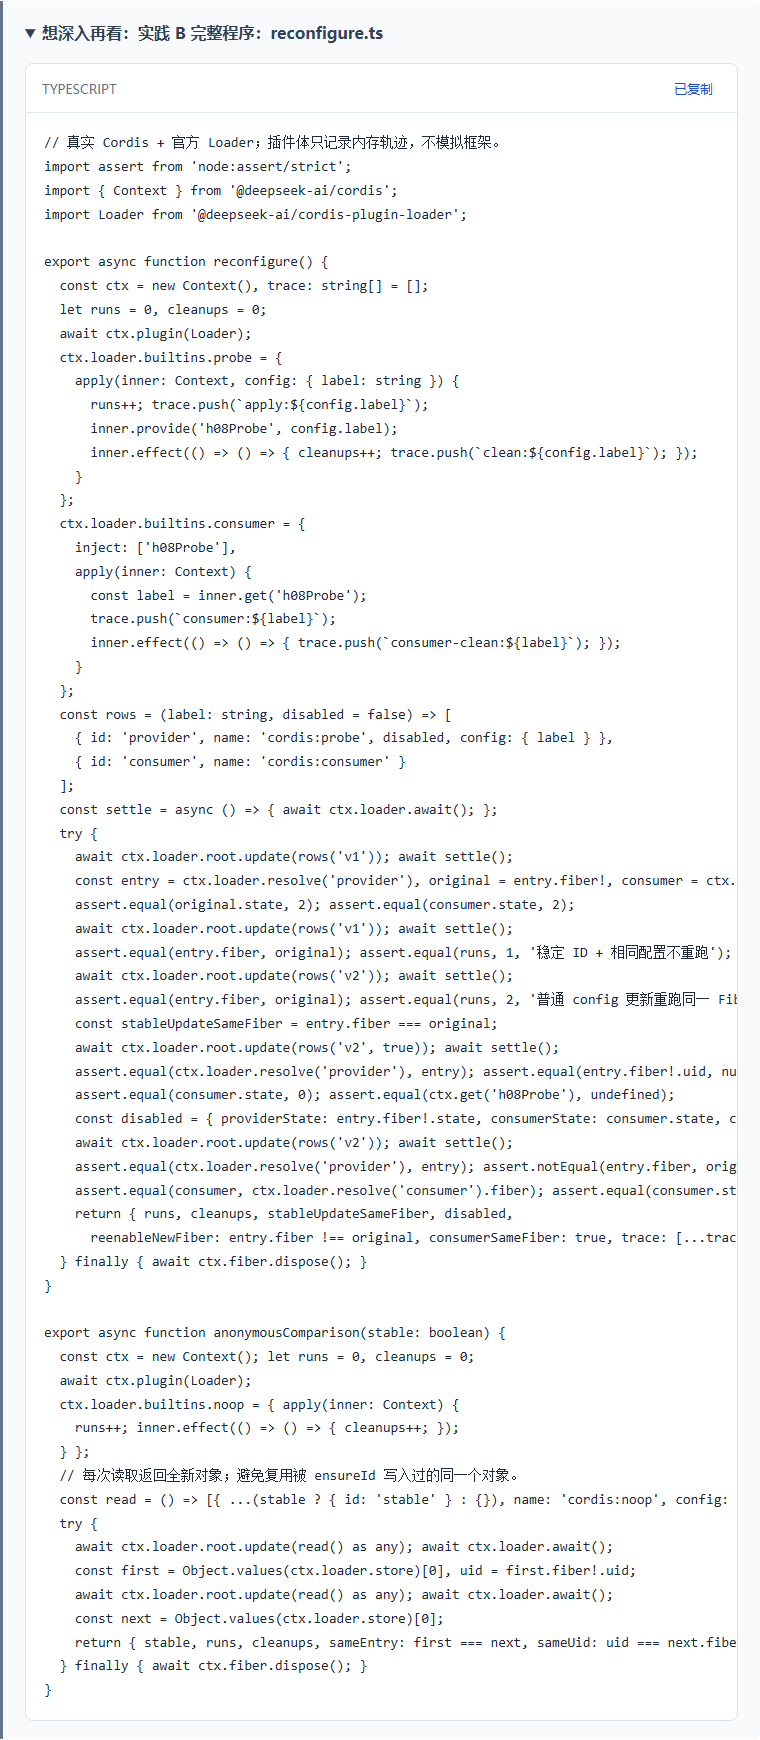 ▼ 想深入再看：实践 B 完整程序：reconfigure.ts
TYPESCRIPT
已复制
// 真实 Cordis + 官方 Loader；插件体只记录内存轨迹，不模拟框架。
import assert from 'node:assert/strict';
import { Context } from '@deepseek-ai/cordis';
import Loader from '@deepseek-ai/cordis-plugin-loader';

export async function reconfigure() {
  const ctx = new Context(), trace: string[] = [];
  let runs = 0, cleanups = 0;
  await ctx.plugin(Loader);
  ctx.loader.builtins.probe = {
    apply(inner: Context, config: { label: string }) {
      runs++; trace.push(`apply:${config.label}`);
      inner.provide('h08Probe', config.label);
      inner.effect(() => () => { cleanups++; trace.push(`clean:${config.label}`); });
    }
  };
  ctx.loader.builtins.consumer = {
    inject: ['h08Probe'],
    apply(inner: Context) {
      const label = inner.get('h08Probe');
      trace.push(`consumer:${label}`);
      inner.effect(() => () => { trace.push(`consumer-clean:${label}`); });
    }
  };
  const rows = (label: string, disabled = false) => [
    { id: 'provider', name: 'cordis:probe', disabled, config: { label } },
    { id: 'consumer', name: 'cordis:consumer' }
  ];
  const settle = async () => { await ctx.loader.await(); };
  try {
    await ctx.loader.root.update(rows('v1')); await settle();
    const entry = ctx.loader.resolve('provider'), original = entry.fiber!, consumer = ctx.
    assert.equal(original.state, 2); assert.equal(consumer.state, 2);
    await ctx.loader.root.update(rows('v1')); await settle();
    assert.equal(entry.fiber, original); assert.equal(runs, 1, '稳定 ID + 相同配置不重跑');
    await ctx.loader.root.update(rows('v2')); await settle();
    assert.equal(entry.fiber, original); assert.equal(runs, 2, '普通 config 更新重跑同一 Fib
    const stableUpdateSameFiber = entry.fiber === original;
    await ctx.loader.root.update(rows('v2', true)); await settle();
    assert.equal(ctx.loader.resolve('provider'), entry); assert.equal(entry.fiber!.uid, nu
    assert.equal(consumer.state, 0); assert.equal(ctx.get('h08Probe'), undefined);
    const disabled = { providerState: entry.fiber!.state, consumerState: consumer.state, c
    await ctx.loader.root.update(rows('v2')); await settle();
    assert.equal(ctx.loader.resolve('provider'), entry); assert.notEqual(entry.fiber, orig
    assert.equal(consumer, ctx.loader.resolve('consumer').fiber); assert.equal(consumer.st
    return { runs, cleanups, stableUpdateSameFiber, disabled,
      reenableNewFiber: entry.fiber !== original, consumerSameFiber: true, trace: [...trac
  } finally { await ctx.fiber.dispose(); }
}

export async function anonymousComparison(stable: boolean) {
  const ctx = new Context(); let runs = 0, cleanups = 0;
  await ctx.plugin(Loader);
  ctx.loader.builtins.noop = { apply(inner: Context) {
    runs++; inner.effect(() => () => { cleanups++; });
  } };
  // 每次读取返回全新对象；避免复用被 ensureId 写入过的同一个对象。
  const read = () => [{ ...(stable ? { id: 'stable' } : {}), name: 'cordis:noop', config:
  try {
    await ctx.loader.root.update(read() as any); await ctx.loader.await();
    const first = Object.values(ctx.loader.store)[0], uid = first.fiber!.uid;
    await ctx.loader.root.update(read() as any); await ctx.loader.await();
    const next = Object.values(ctx.loader.store)[0];
    return { stable, runs, cleanups, sameEntry: first === next, sameUid: uid === next.fibe
  } finally { await ctx.fiber.dispose(); }
}